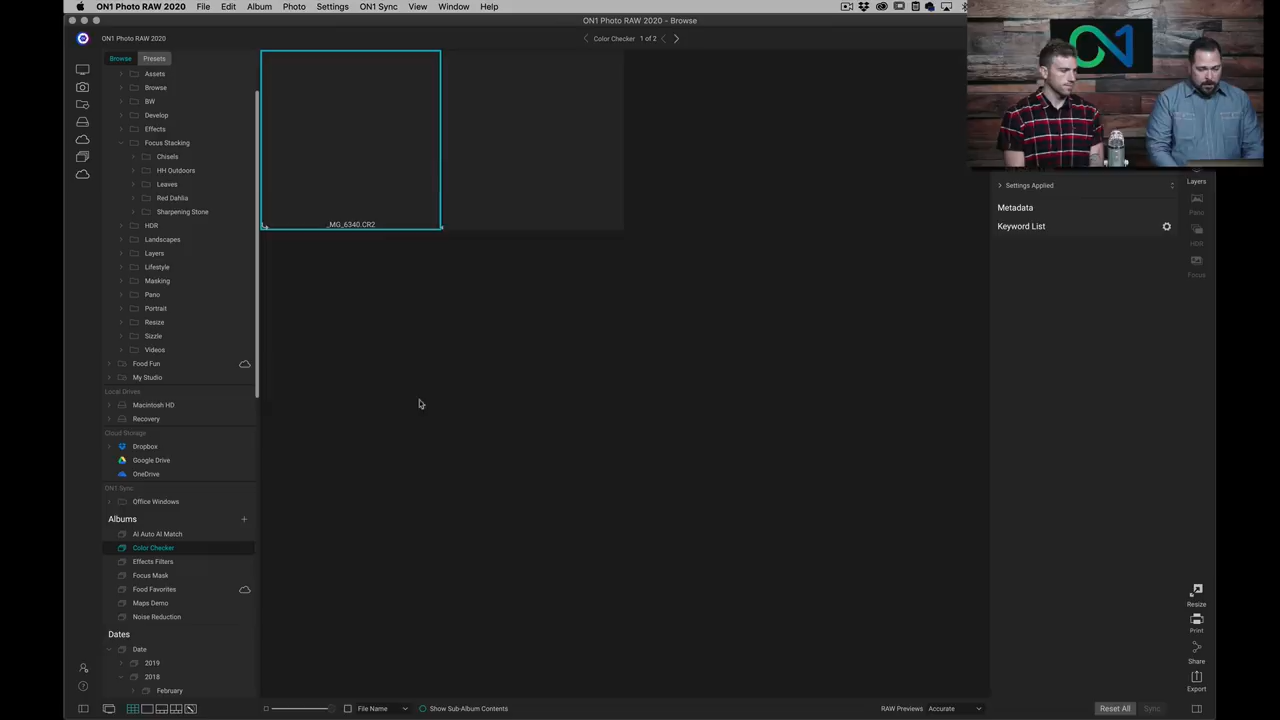 ON1 Photo RAW 2020 File Edit Album Photo Settings ON1 Sync View Window Help
ON1 Photo RAW 2020 - Browse
ON1 Photo RAW 2020
Color Checker 1 of 2
ON1
Browse Presets
Assets
Browse
BW
Develop
Effects
Focus Stacking
Chisels
HH Outdoors
Leaves
Red Dahlia
Sharpening Stone
HDR
Landscapes
Layers
Lifestyle
Masking
Pano
Portrait
Resize
Sizzle
Videos
Food Fun
My Studio
Local Drives
Macintosh HD
Recovery
Cloud Storage
Dropbox
Google Drive
OneDrive
ON1 Sync
Office Windows
Albums
AI Auto AI Match
Color Checker
Effects Filters
Focus Mask
Food Favorites
Maps Demo
Noise Reduction
Dates
Date
2019
2018
February
_MG_6340.CR2
Settings Applied
Metadata
Keyword List
Layers
Pano
HDR
Focus
Resize
Print
Share
Export
File Name
Show Sub-Album Contents
RAW Previews Accurate
Reset All Sync